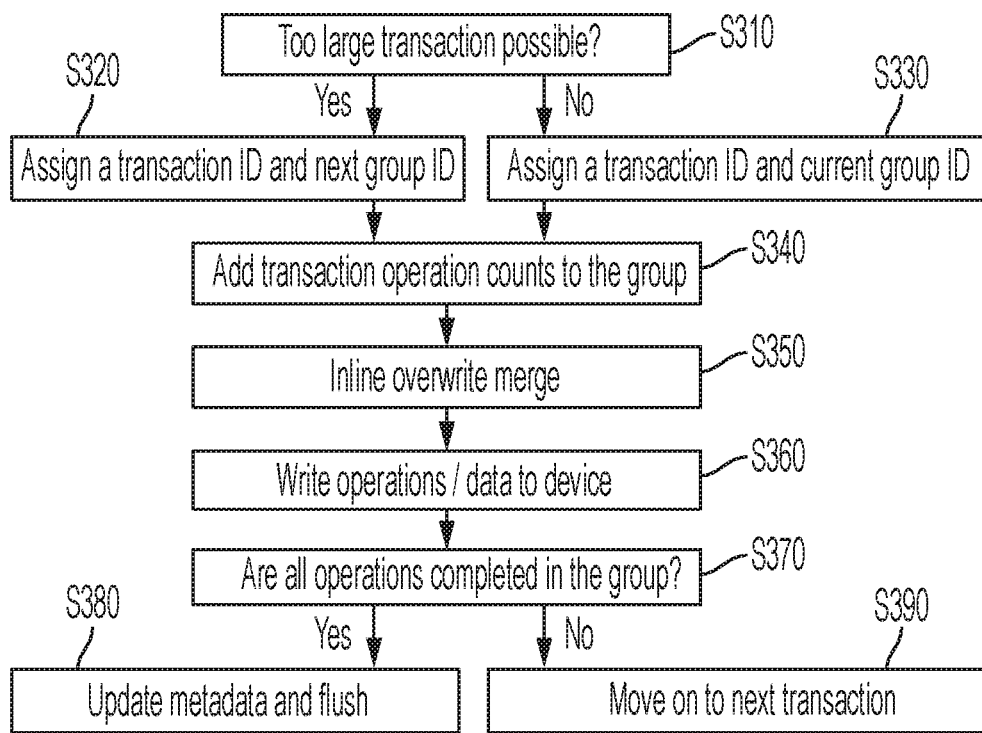 Too large transaction possible?
S310
S320
Yes
No
S330
Assign a transaction ID and next group ID
Assign a transaction ID and current group ID
Add transaction operation counts to the group
S340
Inline overwrite merge
S350
Write operations / data to device
S360
Are all operations completed in the group?
S370
S380
Yes
No
S390
Update metadata and flush
Move on to next transaction